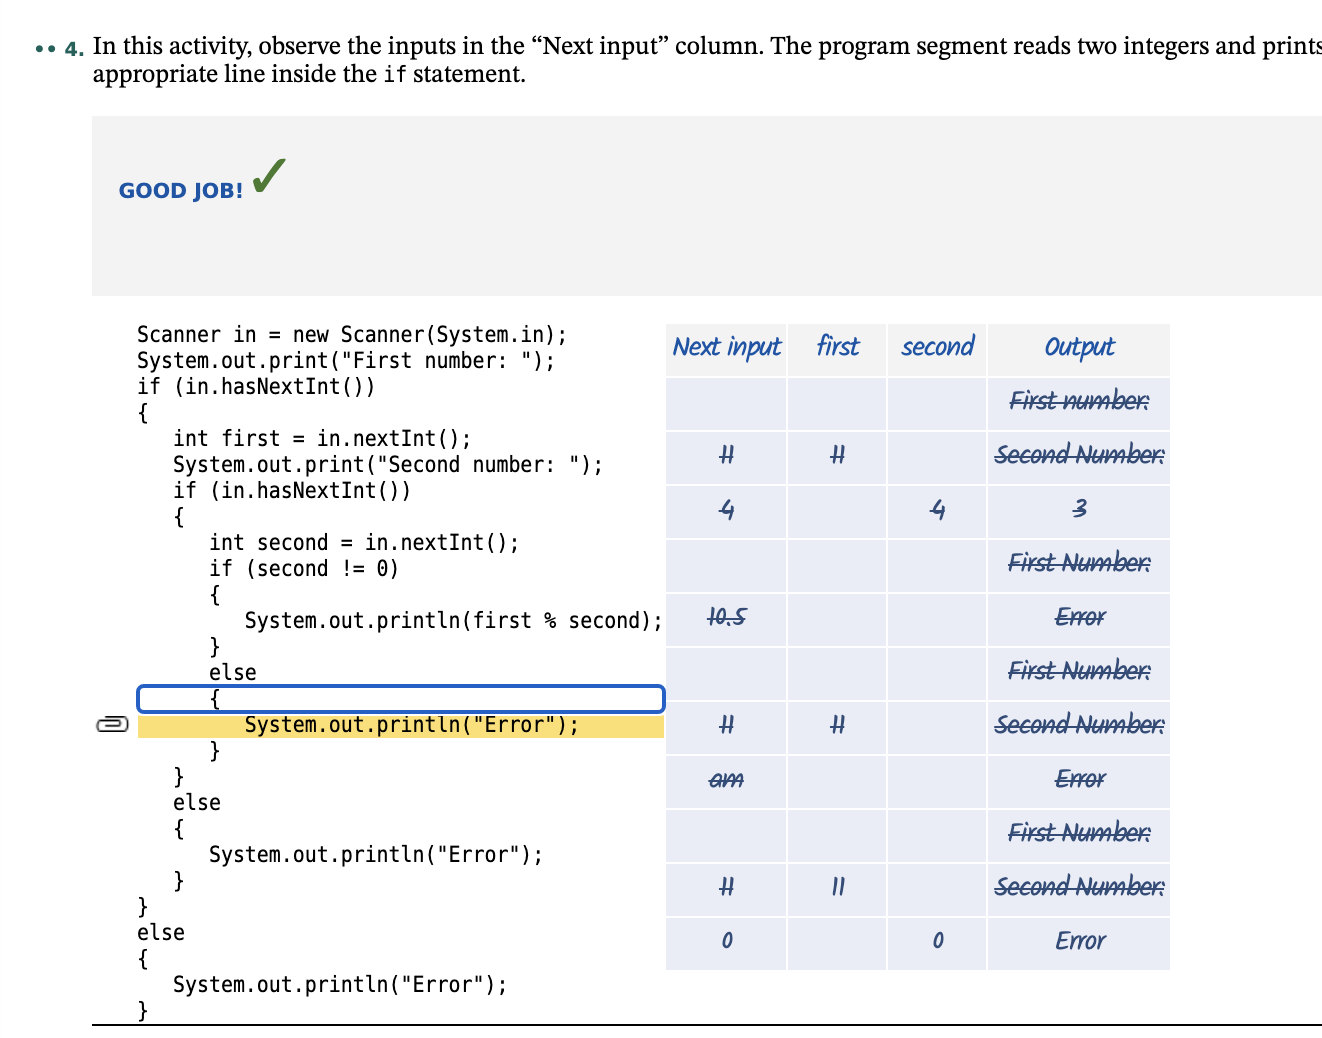 •• 4. In this activity, observe the inputs in the “Next input” column. The program segment reads two integers and prints
appropriate line inside the if statement.
GOOD JOB! ✓
Scanner in = new Scanner(System.in);
System.out.print("First number: ");
if (in.hasNextInt())
{
   int first = in.nextInt();
   System.out.print("Second number: ");
   if (in.hasNextInt())
   {
      int second = in.nextInt();
      if (second != 0)
      {
         System.out.println(first % second);
      }
      else
      {
         System.out.println("Error");
      }
   }
   else
   {
      System.out.println("Error");
   }
}
else
{
   System.out.println("Error");
}
Next input first second Output
First number:
11 11 Second Number:
4 4 3
First Number:
10.5 Error
First Number:
11 11 Second Number:
am Error
First Number:
11 11 Second Number:
0 0 Error